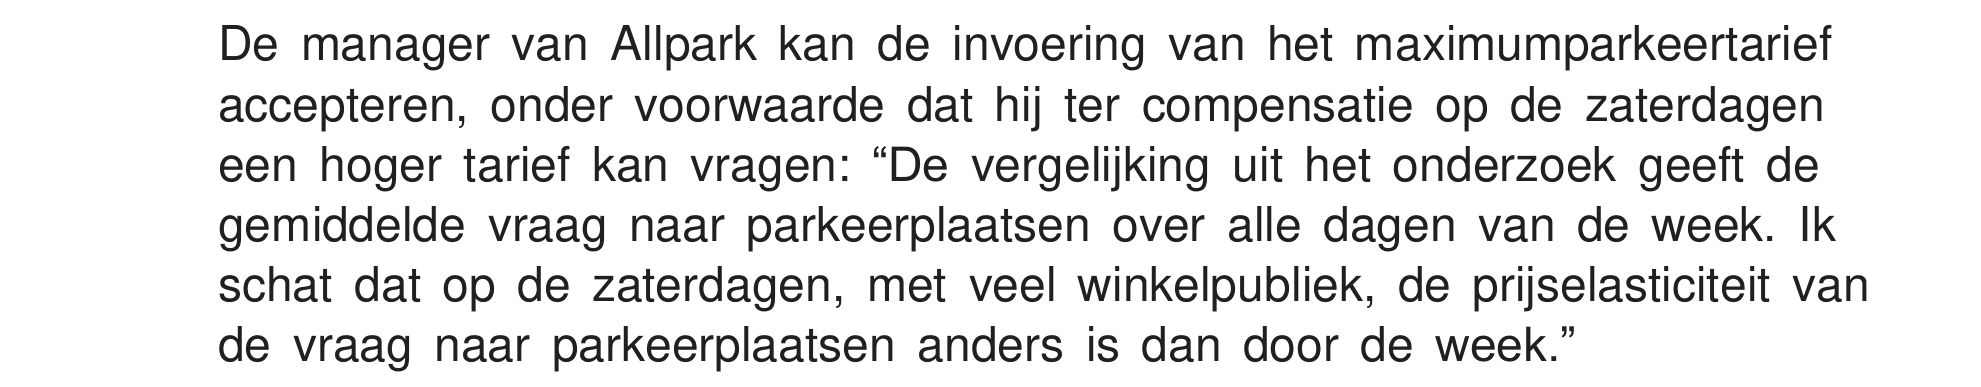 De manager van Allpark kan de invoering van het maximumparkeertarief
accepteren, onder voorwaarde dat hij ter compensatie op de zaterdagen
een hoger tarief kan vragen: “De vergelijking uit het onderzoek geeft de
gemiddelde vraag naar parkeerplaatsen over alle dagen van de week. Ik
schat dat op de zaterdagen, met veel winkelpubliek, de prijselasticiteit van
de vraag naar parkeerplaatsen anders is dan door de week.”